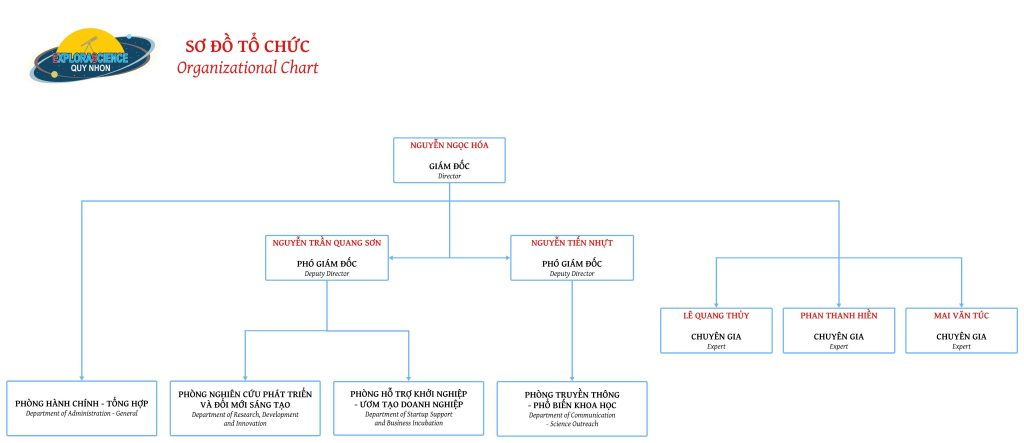 EXPLORASCIENCE
QUY NHON
SƠ ĐỒ TỔ CHỨC
Organizational Chart
NGUYỄN NGỌC HÓA
GIÁM ĐỐC
Director
NGUYỄN TRẦN QUANG SƠN
PHÓ GIÁM ĐỐC
Deputy Director
NGUYỄN TIẾN NHỰT
PHÓ GIÁM ĐỐC
Deputy Director
LÊ QUANG THÙY
CHUYÊN GIA
Expert
PHAN THANH HIỀN
CHUYÊN GIA
Expert
MAI VĂN TÚC
CHUYÊN GIA
Expert
PHÒNG HÀNH CHÍNH - TỔNG HỢP
Department of Administration - General
PHÒNG NGHIÊN CỨU PHÁT TRIỂN
VÀ ĐỔI MỚI SÁNG TẠO
Department of Research, Development
and Innovation
PHÒNG HỖ TRỢ KHỞI NGHIỆP
- ƯƠM TẠO DOANH NGHIỆP
Department of Startup Support
and Business Incubation
PHÒNG TRUYỀN THÔNG
- PHỔ BIẾN KHOA HỌC
Department of Communication
- Science Outreach